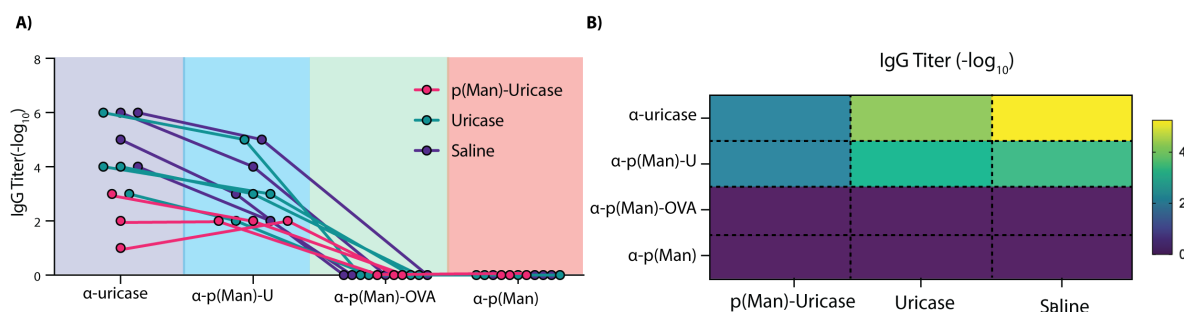 A)
8
6
4
2
0
IgG Titer(-log10)
p(Man)-Uricase
Uricase
Saline
α-uricase
α-p(Man)-U
α-p(Man)-OVA
α-p(Man)
B)
IgG Titer (-log10)
α-uricase
α-p(Man)-U
α-p(Man)-OVA
α-p(Man)
p(Man)-Uricase
Uricase
Saline
4
2
0